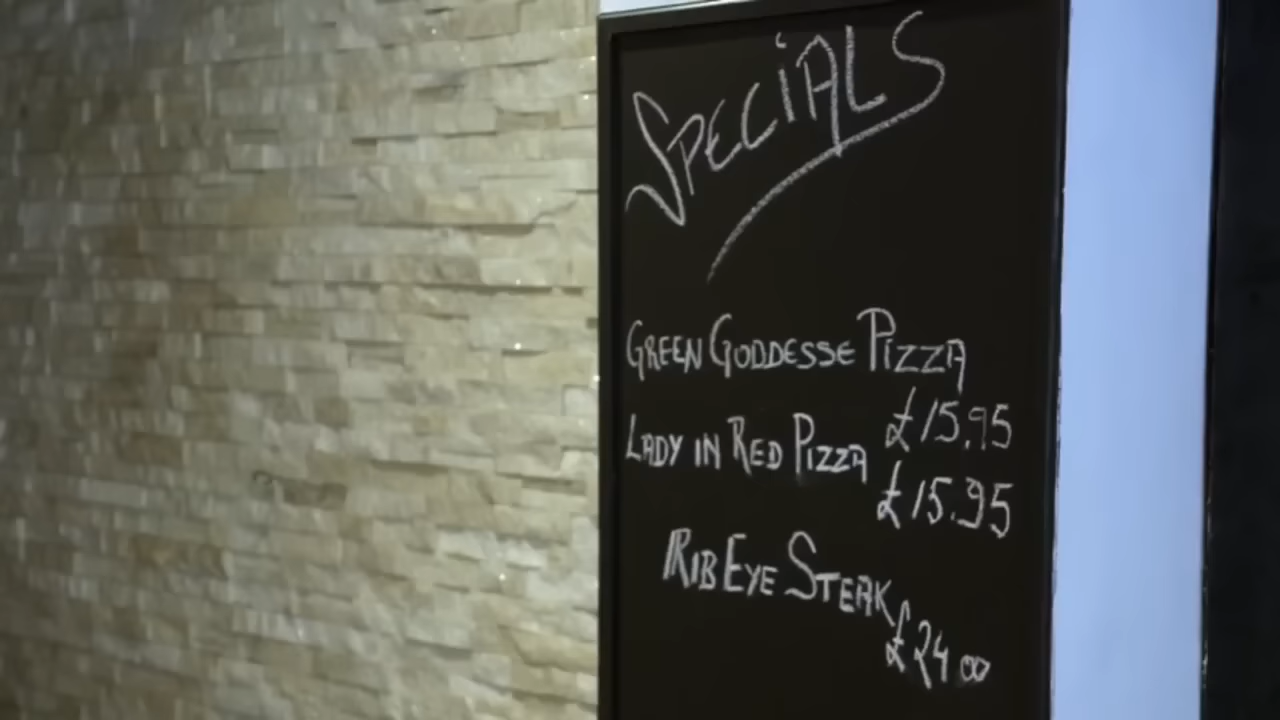 SPECiALS
GREEN GODDESSE PIZZA
£15.95
LADY IN RED PIZZA
£15.95
RIB EYE STEAK
£24.00